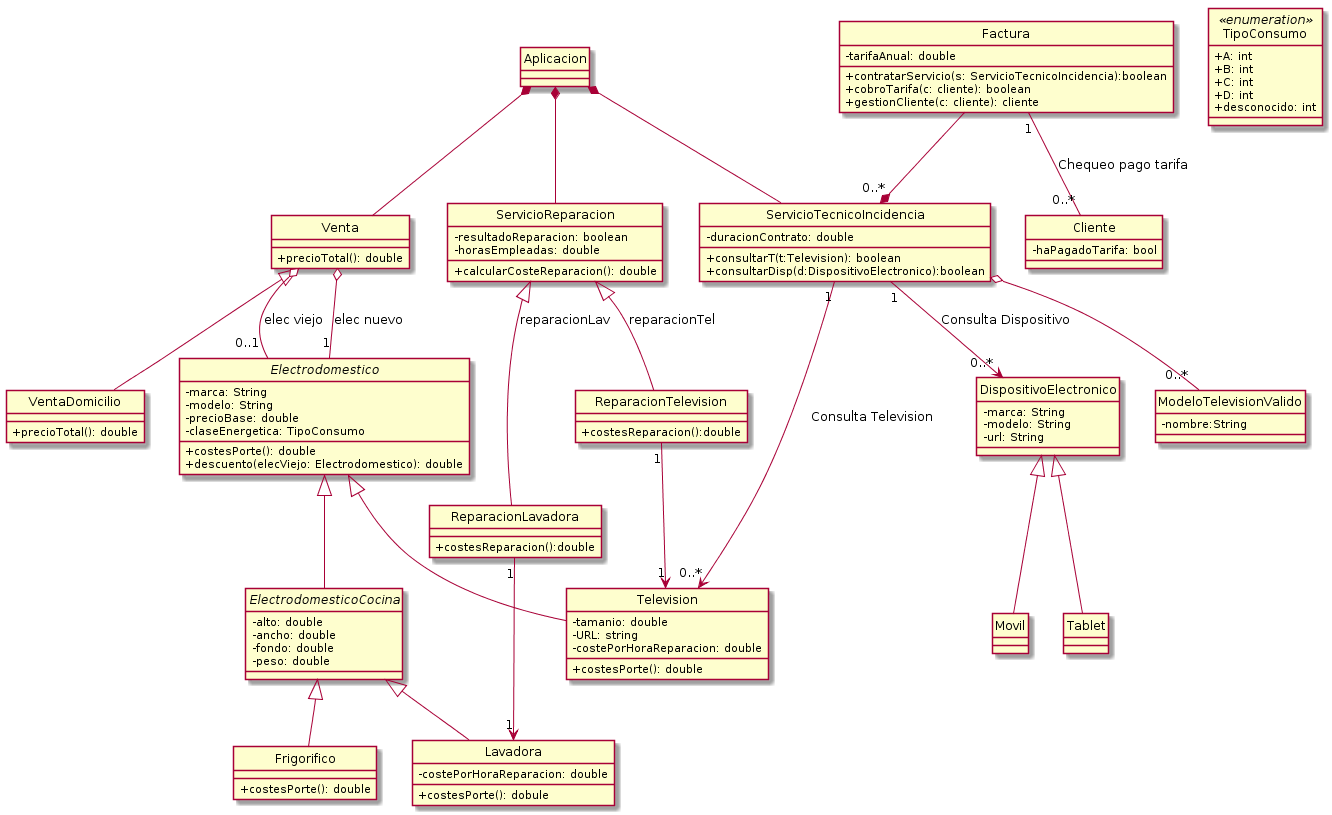 «enumeration»
TipoConsumo
+A: int
+B: int
+C: int
+D: int
+desconocido: int
Factura
-tarifaAnual: double
+contratarServicio(s: ServicioTecnicoIncidencia):boolean
+cobroTarifa(c: cliente): boolean
+gestionCliente(c: cliente): cliente
Aplicacion
1
Chequeo pago tarifa
0..*
0..*
Venta
+precioTotal(): double
ServicioReparacion
-resultadoReparacion: boolean
-horasEmpleadas: double
+calcularCosteReparacion(): double
ServicioTecnicoIncidencia
-duracionContrato: double
+consultarT(t:Television): boolean
+consultarDisp(d:DispositivoElectronico):boolean
Cliente
-haPagadoTarifa: bool
elec viejo
elec nuevo
reparacionLav
reparacionTel
1
1
Consulta Dispositivo
0..1
1
0..*
0..*
VentaDomicilio
+precioTotal(): double
Electrodomestico
-marca: String
-modelo: String
-precioBase: double
-claseEnergetica: TipoConsumo
+costesPorte(): double
+descuento(elecViejo: Electrodomestico): double
ReparacionTelevision
+costesReparacion():double
Consulta Television
DispositivoElectronico
-marca: String
-modelo: String
-url: String
ModeloTelevisionValido
-nombre:String
1
ReparacionLavadora
+costesReparacion():double
1
1
0..*
ElectrodomesticoCocina
-alto: double
-ancho: double
-fondo: double
-peso: double
Television
-tamanio: double
-URL: string
-costePorHoraReparacion: double
+costesPorte(): double
Movil
Tablet
1
Frigorifico
+costesPorte(): double
Lavadora
-costePorHoraReparacion: double
+costesPorte(): dobule